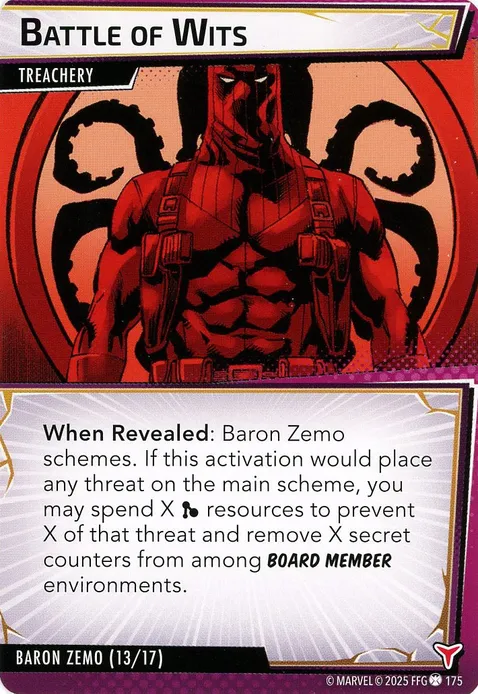 Battle of Wits
TREACHERY
When Revealed: Baron Zemo
schemes. If this activation would place
any threat on the main scheme, you
may spend X resources to prevent
X of that threat and remove X secret
counters from among BOARD MEMBER
environments.
BARON ZEMO (13/17)
© MARVEL © 2025 FFG 175